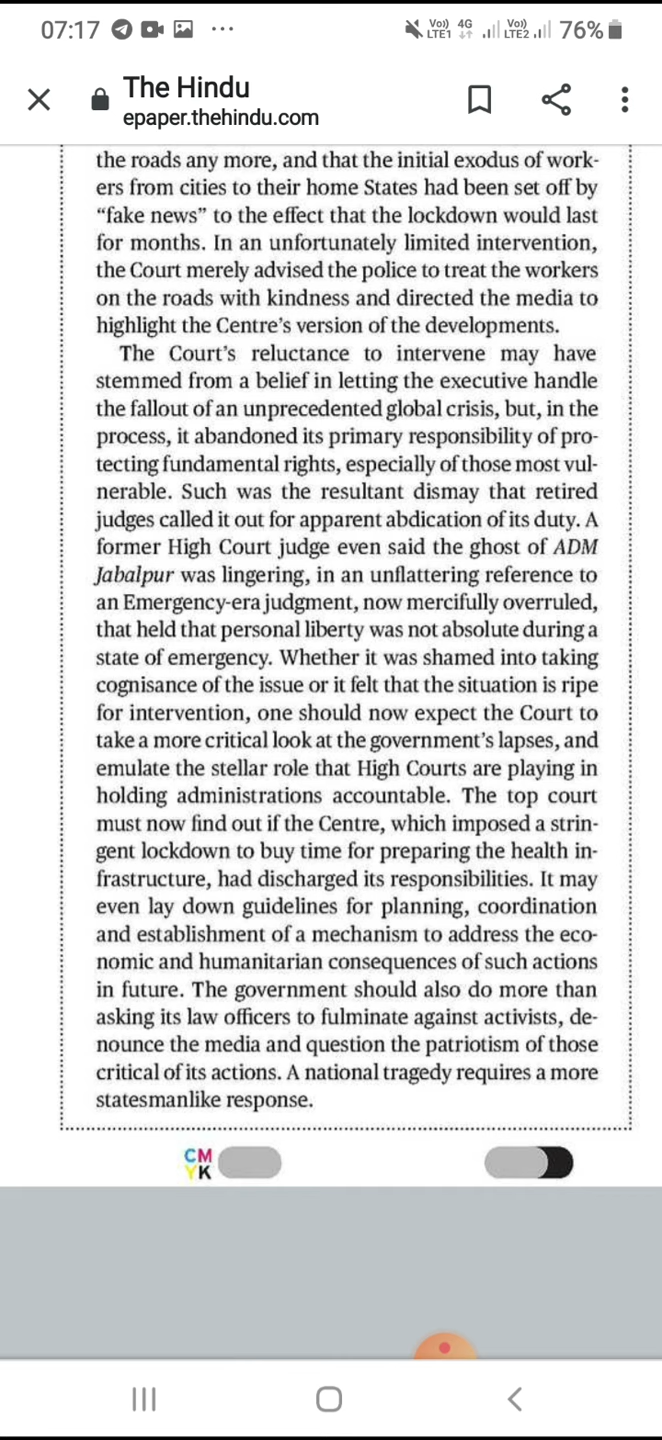 07:17 ... Vo)) LTE1 4G Vo)) LTE2 76%
The Hindu
epaper.thehindu.com
the roads any more, and that the initial exodus of work-
ers from cities to their home States had been set off by
“fake news” to the effect that the lockdown would last
for months. In an unfortunately limited intervention,
the Court merely advised the police to treat the workers
on the roads with kindness and directed the media to
highlight the Centre’s version of the developments.
The Court’s reluctance to intervene may have
stemmed from a belief in letting the executive handle
the fallout of an unprecedented global crisis, but, in the
process, it abandoned its primary responsibility of pro-
tecting fundamental rights, especially of those most vul-
nerable. Such was the resultant dismay that retired
judges called it out for apparent abdication of its duty. A
former High Court judge even said the ghost of ADM
Jabalpur was lingering, in an unflattering reference to
an Emergency-era judgment, now mercifully overruled,
that held that personal liberty was not absolute during a
state of emergency. Whether it was shamed into taking
cognisance of the issue or it felt that the situation is ripe
for intervention, one should now expect the Court to
take a more critical look at the government’s lapses, and
emulate the stellar role that High Courts are playing in
holding administrations accountable. The top court
must now find out if the Centre, which imposed a strin-
gent lockdown to buy time for preparing the health in-
frastructure, had discharged its responsibilities. It may
even lay down guidelines for planning, coordination
and establishment of a mechanism to address the eco-
nomic and humanitarian consequences of such actions
in future. The government should also do more than
asking its law officers to fulminate against activists, de-
nounce the media and question the patriotism of those
critical of its actions. A national tragedy requires a more
statesmanlike response.
CM
YK